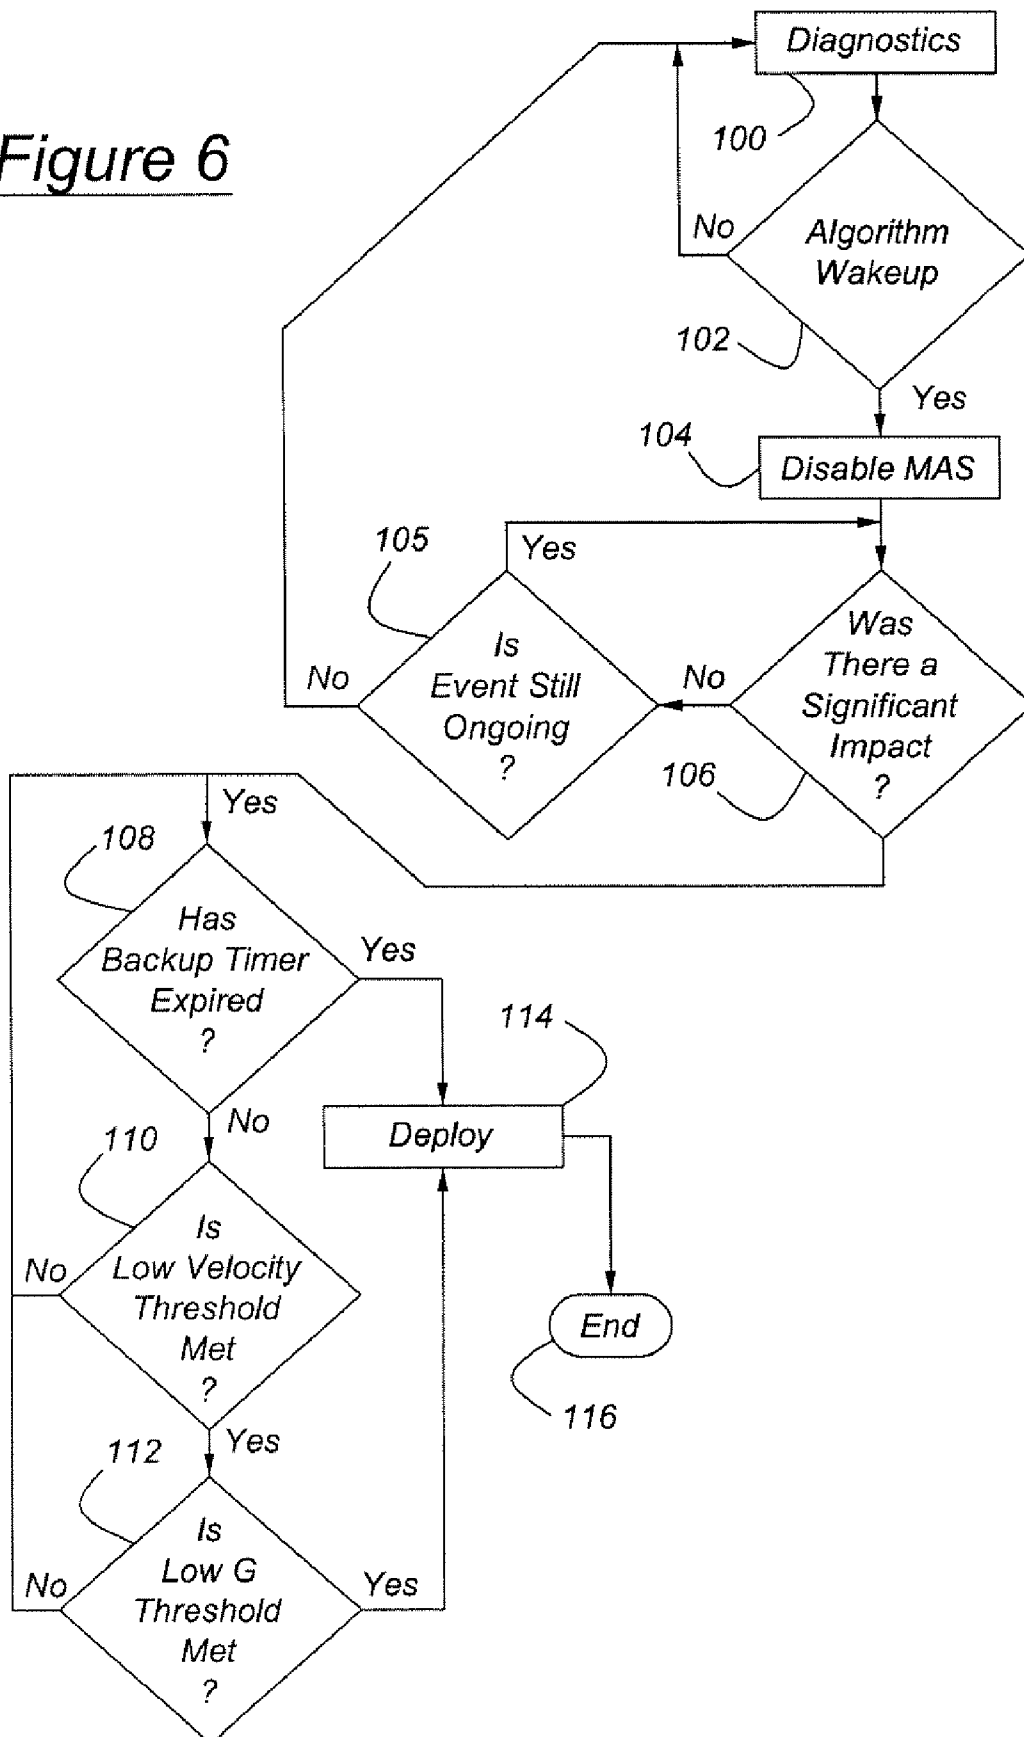 Figure 6
Diagnostics
100
Algorithm
Wakeup
No
102
Yes
104
Disable MAS
105
Yes
Is
Event Still
Ongoing
?
No
Was
There a
Significant
Impact
?
No
106
Yes
108
Has
Backup Timer
Expired
?
Yes
No
114
Deploy
110
Is
Low Velocity
Threshold
Met
?
No
Yes
End
116
112
Is
Low G
Threshold
Met
?
No
Yes